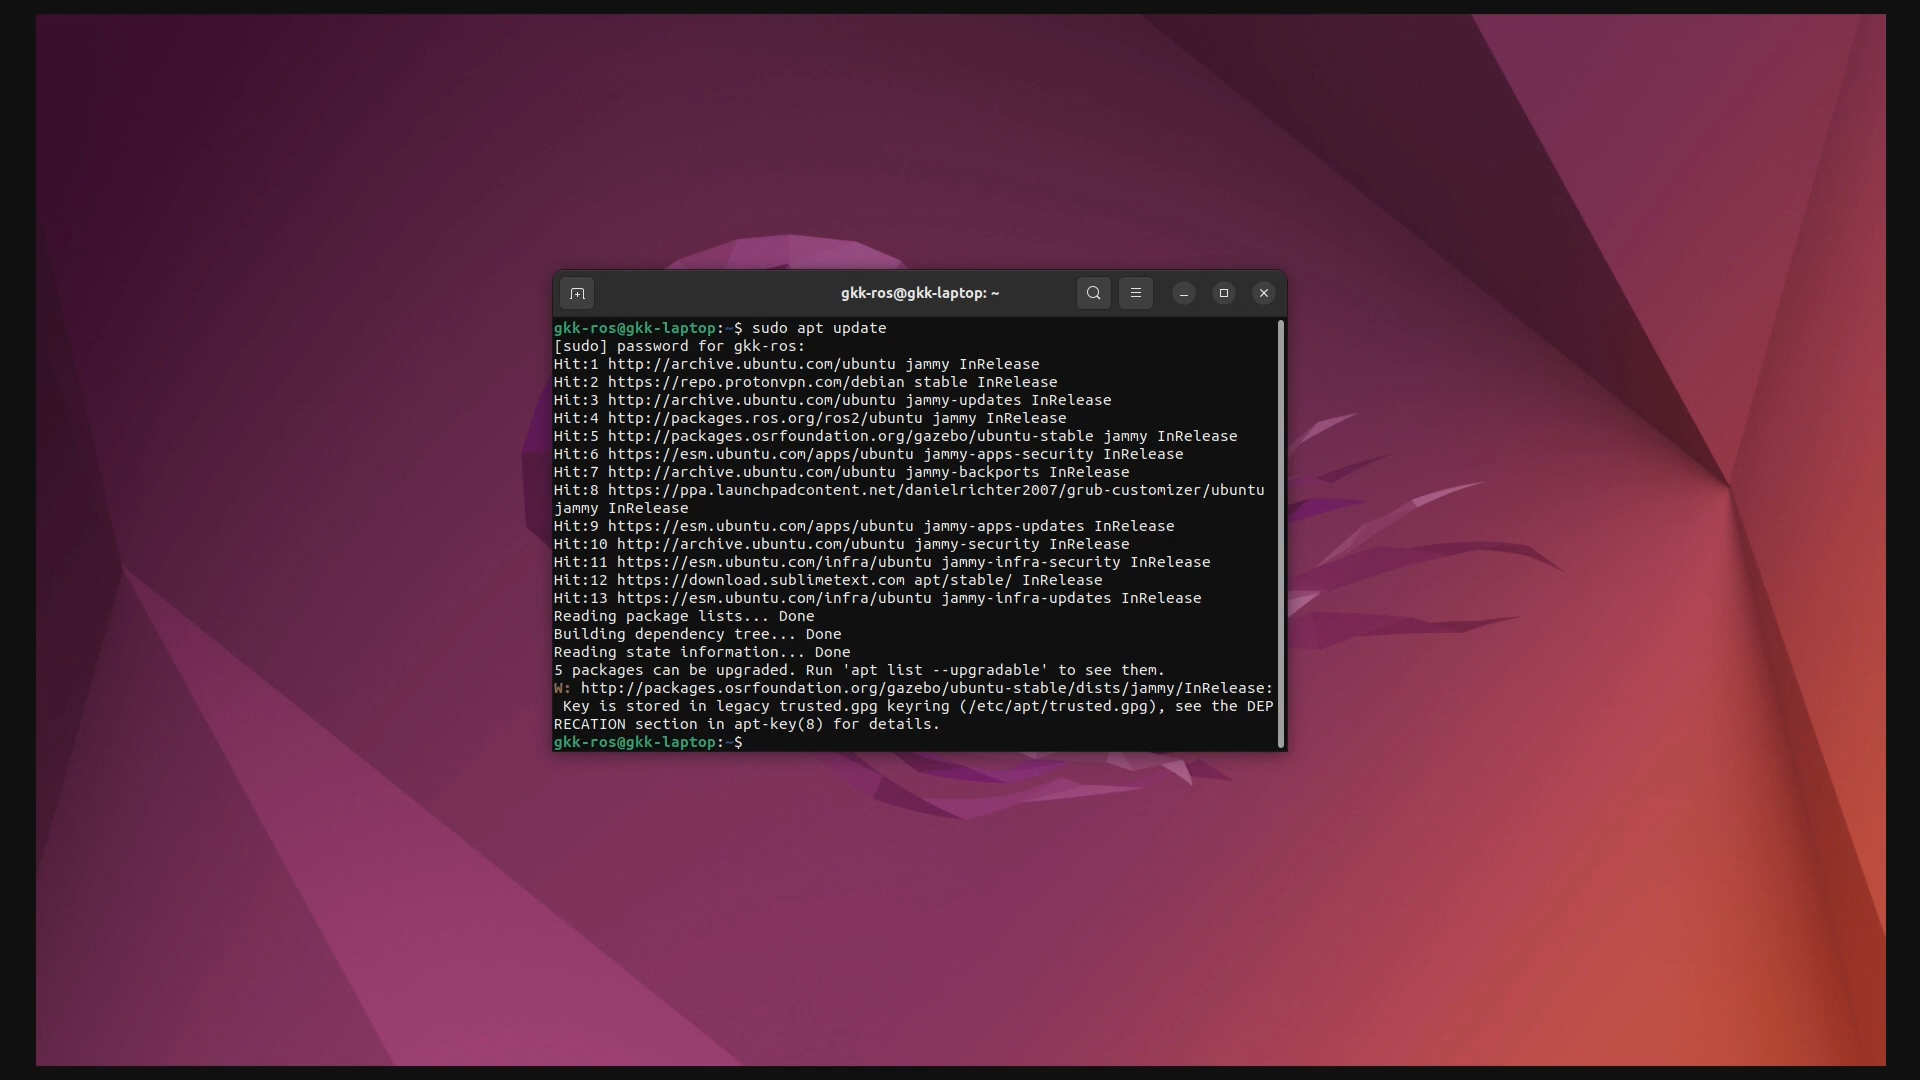 gkk-ros@gkk-laptop: ~
gkk-ros@gkk-laptop:~$ sudo apt update
[sudo] password for gkk-ros:
Hit:1 http://archive.ubuntu.com/ubuntu jammy InRelease
Hit:2 https://repo.protonvpn.com/debian stable InRelease
Hit:3 http://archive.ubuntu.com/ubuntu jammy-updates InRelease
Hit:4 http://packages.ros.org/ros2/ubuntu jammy InRelease
Hit:5 http://packages.osrfoundation.org/gazebo/ubuntu-stable jammy InRelease
Hit:6 https://esm.ubuntu.com/apps/ubuntu jammy-apps-security InRelease
Hit:7 http://archive.ubuntu.com/ubuntu jammy-backports InRelease
Hit:8 https://ppa.launchpadcontent.net/danielrichter2007/grub-customizer/ubuntu
jammy InRelease
Hit:9 https://esm.ubuntu.com/apps/ubuntu jammy-apps-updates InRelease
Hit:10 http://archive.ubuntu.com/ubuntu jammy-security InRelease
Hit:11 https://esm.ubuntu.com/infra/ubuntu jammy-infra-security InRelease
Hit:12 https://download.sublimetext.com apt/stable/ InRelease
Hit:13 https://esm.ubuntu.com/infra/ubuntu jammy-infra-updates InRelease
Reading package lists... Done
Building dependency tree... Done
Reading state information... Done
5 packages can be upgraded. Run 'apt list --upgradable' to see them.
W: http://packages.osrfoundation.org/gazebo/ubuntu-stable/dists/jammy/InRelease:
 Key is stored in legacy trusted.gpg keyring (/etc/apt/trusted.gpg), see the DEP
RECATION section in apt-key(8) for details.
gkk-ros@gkk-laptop:~$